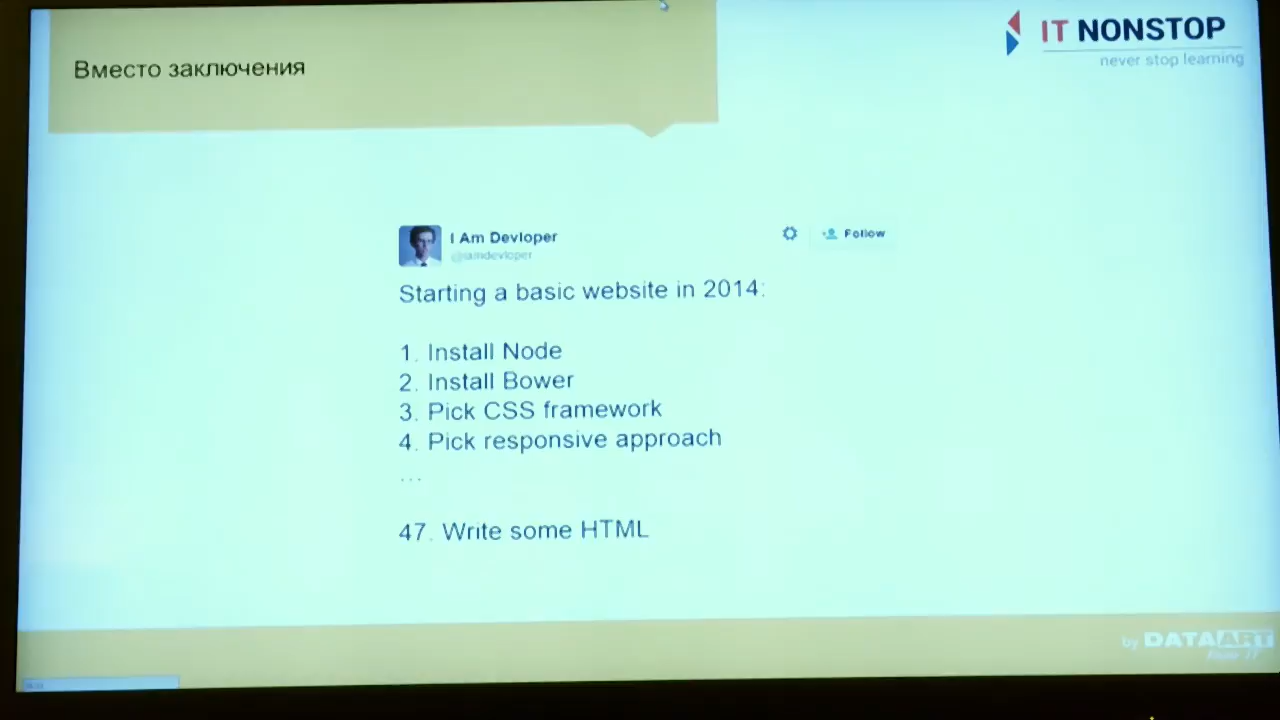 Вместо заключения
IT NONSTOP
never stop learning
I Am Devloper
@iamdevloper
Follow
Starting a basic website in 2014:
1. Install Node
2. Install Bower
3. Pick CSS framework
4. Pick responsive approach
...
47. Write some HTML
by DATAART